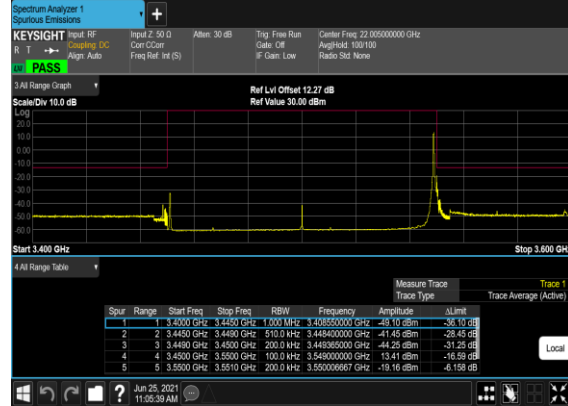 Spectrum Analyzer 1
Spurious Emissions
+
KEYSIGHT Input: RF Input Z: 50 Ω Atten: 30 dB Trig: Free Run Center Freq: 22.005000000 GHz
R T Coupling: DC Corr CCorr Gate: Off Avg|Hold: 100/100
Align: Auto Freq Ref: Int (S) IF Gain: Low Radio Std: None
PASS
3 All Range Graph
Ref Lvl Offset 12.27 dB
Scale/Div 10.0 dB Ref Value 30.00 dBm
Log
20.0
10.0
0.00
-10.0
-20.0
-30.0
-40.0
-50.0
-60.0
Start 3.400 GHz Stop 3.600 GH
4 All Range Table
Measure Trace Trace 1
Trace Type Trace Average (Active)
Spur Range Start Freq Stop Freq RBW Frequency Amplitude ΔLimit
1 1 3.4000 GHz 3.4450 GHz 1.000 MHz 3.408550000 GHz -49.10 dBm -36.10 dB
2 2 3.4450 GHz 3.4490 GHz 510.0 kHz 3.448400000 GHz -41.45 dBm -28.45 dB
3 3 3.4490 GHz 3.4500 GHz 200.0 kHz 3.449365000 GHz -44.25 dBm -31.25 dB
4 4 3.4500 GHz 3.5500 GHz 100.0 kHz 3.549000000 GHz 13.41 dBm -16.59 dB
5 5 3.5500 GHz 3.5510 GHz 200.0 kHz 3.550006667 GHz -19.16 dBm -6.158 dB
Local
?
Jun 25, 2021
11:05:39 AM